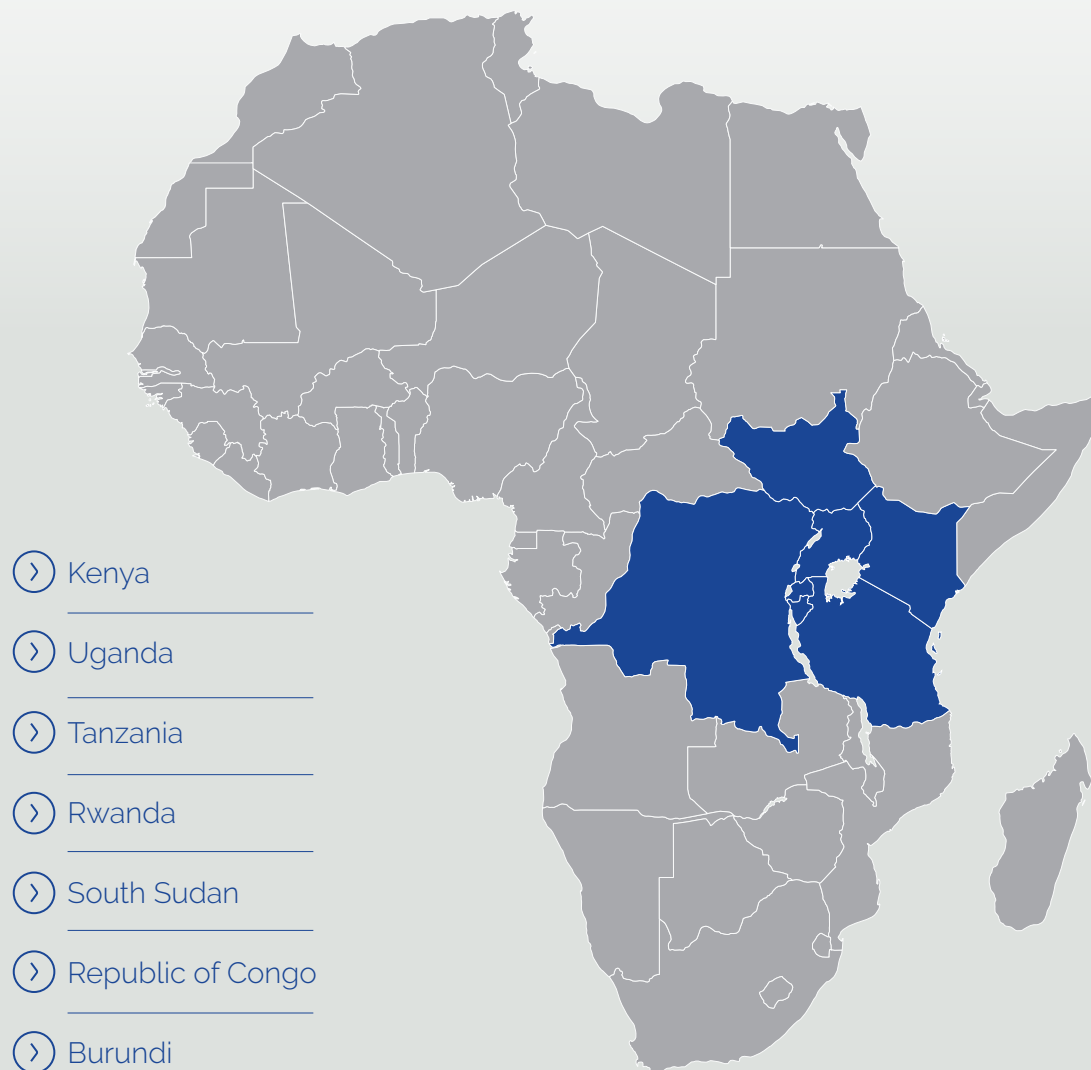 Kenya
Uganda
Tanzania
Rwanda
South Sudan
Republic of Congo
Burundi